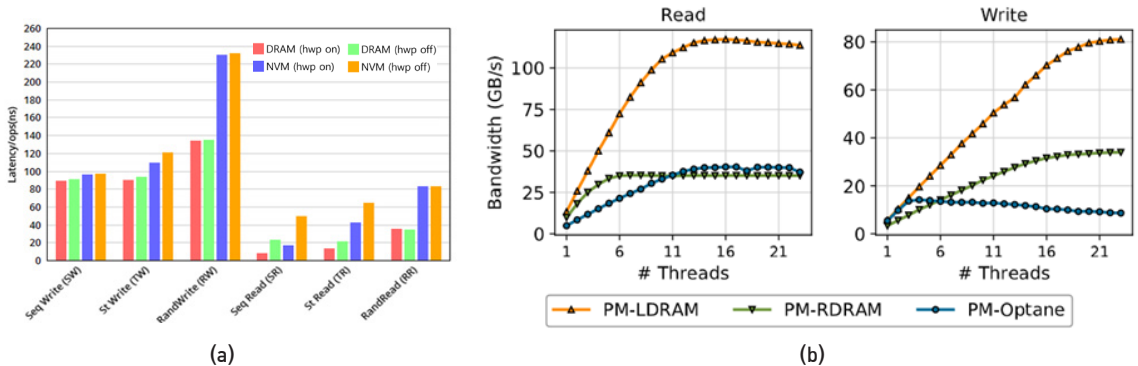 260
240
220
200
180
160
140
120
100
80
60
40
20
0
Latency/ops(ns)
DRAM (hwp on)
DRAM (hwp off)
NVM (hwp on)
NVM (hwp off)
Seq Write (SW)
St Write (TW)
RandWrite (RW)
Seq Read (SR)
St Read (TR)
RandRead (RR)
(a)
Read
Bandwidth (GB/s)
100
75
50
25
0
1
6
11
16
21
# Threads
Write
80
60
40
20
0
1
6
11
16
21
# Threads
PM-LDRAM
PM-RDRAM
PM-Optane
(b)